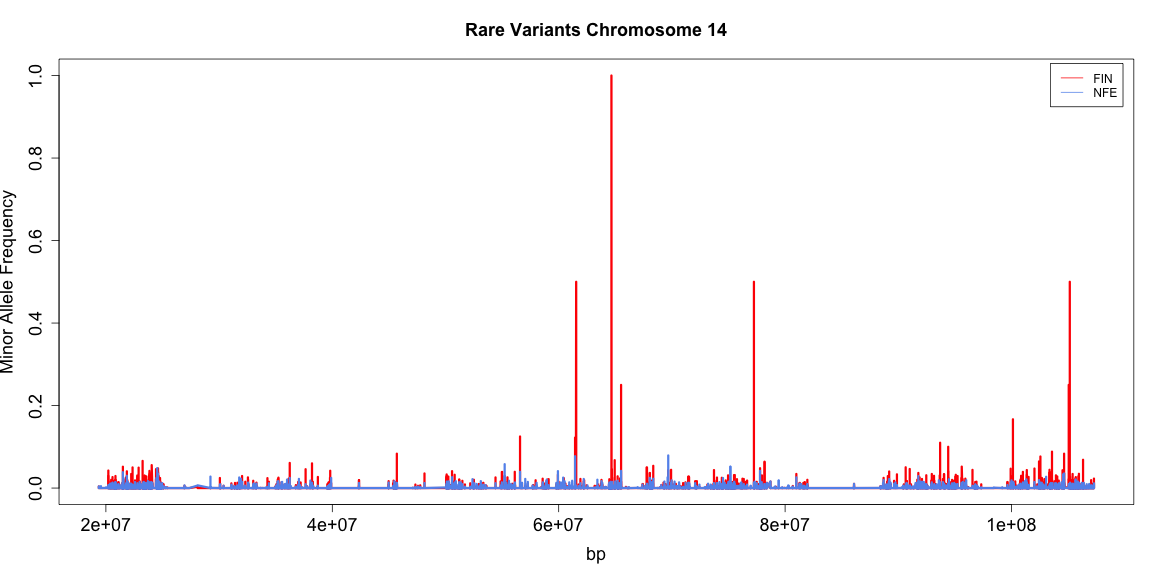 Rare Variants Chromosome 14
FIN
NFE
Minor Allele Frequency
1.0
0.8
0.6
0.4
0.2
0.0
2e+07 4e+07 6e+07 8e+07 1e+08
bp